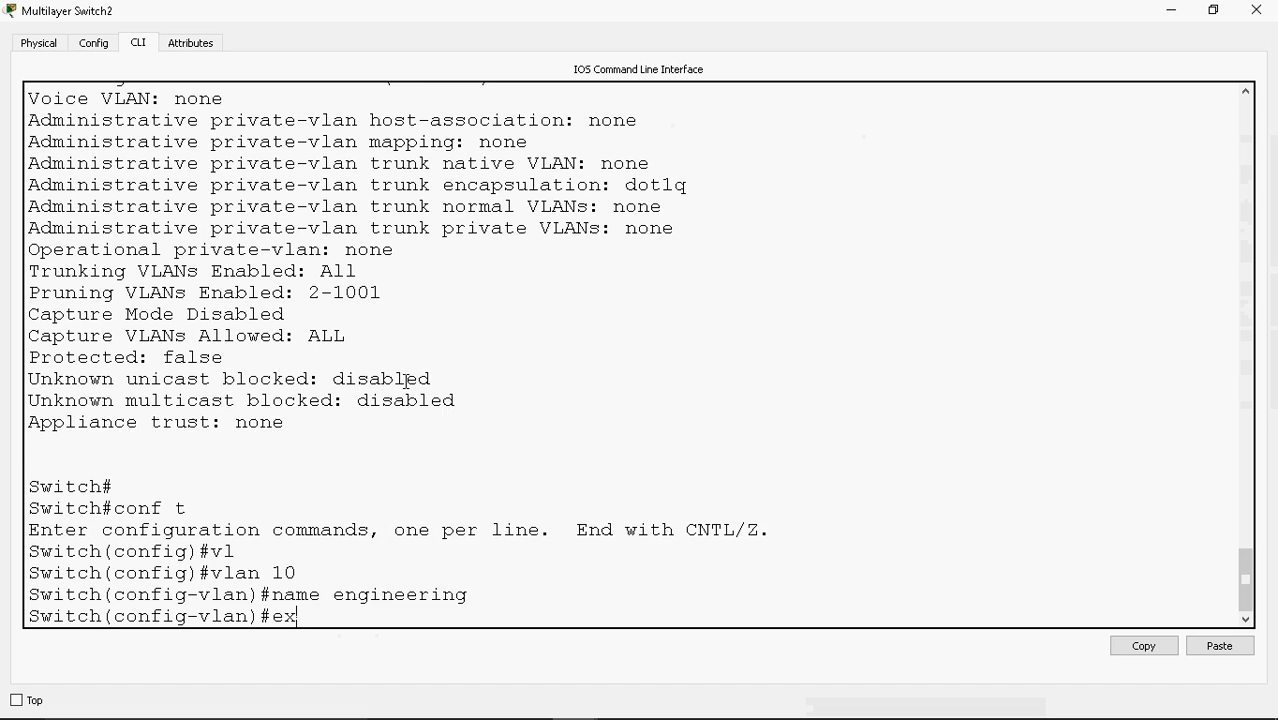 Multilayer Switch2
Physical Config CLI Attributes
IOS Command Line Interface
Voice VLAN: none
Administrative private-vlan host-association: none
Administrative private-vlan mapping: none
Administrative private-vlan trunk native VLAN: none
Administrative private-vlan trunk encapsulation: dot1q
Administrative private-vlan trunk normal VLANs: none
Administrative private-vlan trunk private VLANs: none
Operational private-vlan: none
Trunking VLANs Enabled: All
Pruning VLANs Enabled: 2-1001
Capture Mode Disabled
Capture VLANs Allowed: ALL
Protected: false
Unknown unicast blocked: disabled
Unknown multicast blocked: disabled
Appliance trust: none
Switch#
Switch#conf t
Enter configuration commands, one per line.  End with CNTL/Z.
Switch(config)#vl
Switch(config)#vlan 10
Switch(config-vlan)#name engineering
Switch(config-vlan)#ex
Copy Paste
Top